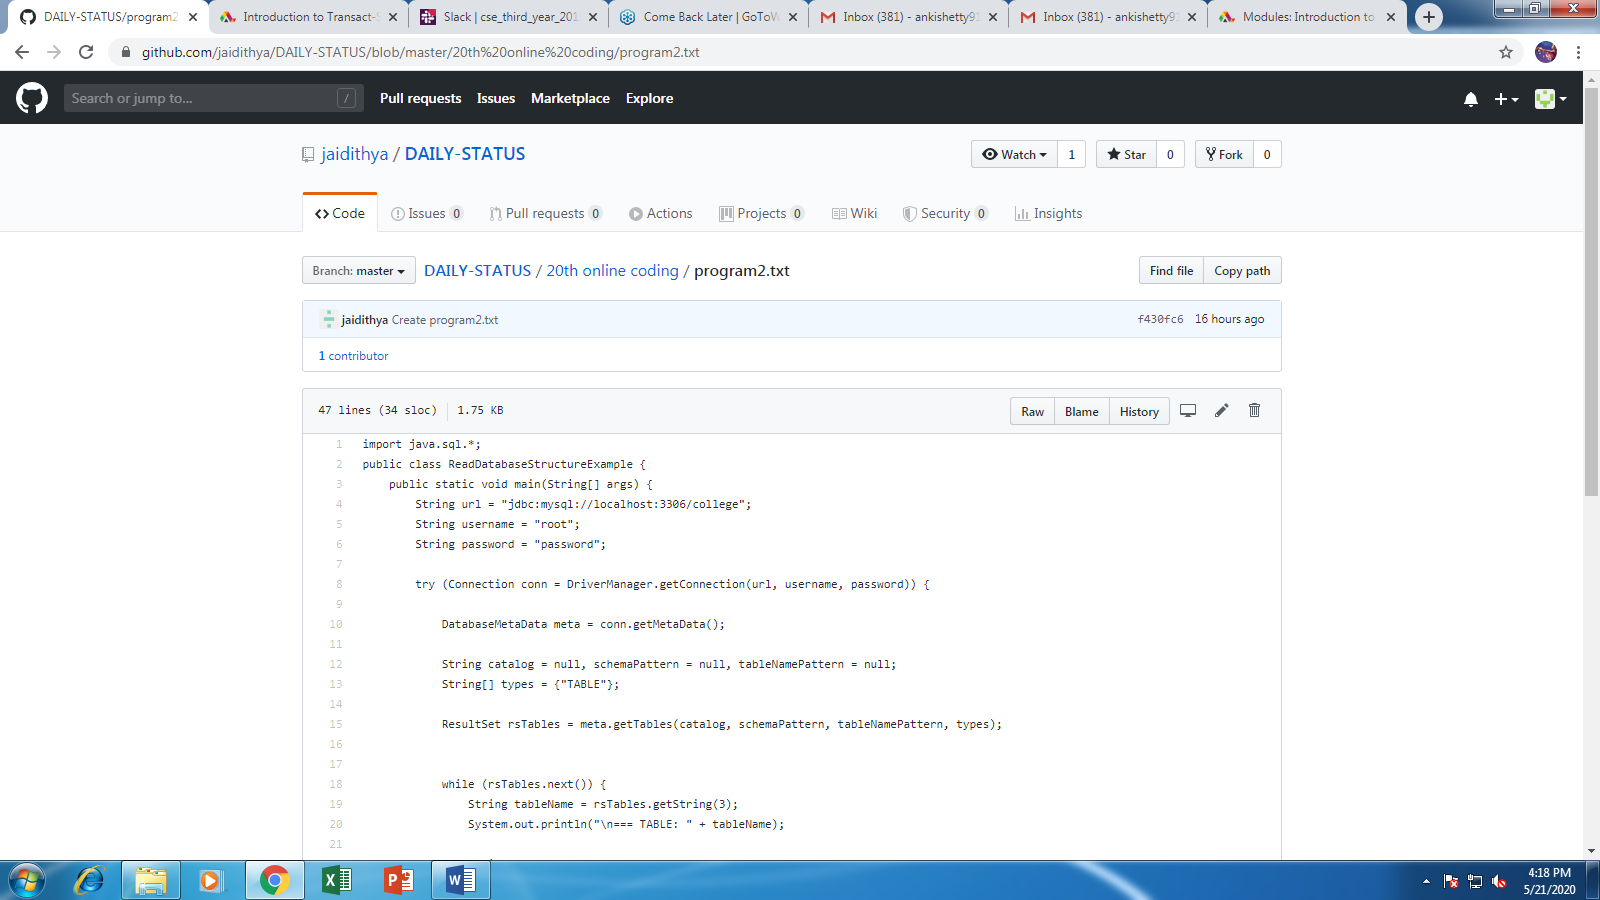 DAILY-STATUS/program2
Introduction to Transact-S
Slack | cse_third_year_201
Come Back Later | GoToW
Inbox (381) - ankishetty9
Inbox (381) - ankishetty9
Modules: Introduction to
github.com/jaidithya/DAILY-STATUS/blob/master/20th%20online%20coding/program2.txt
Search or jump to... /
Pull requests Issues Marketplace Explore
jaidithya / DAILY-STATUS
Watch 1 Star 0 Fork 0
Code Issues 0 Pull requests 0 Actions Projects 0 Wiki Security 0 Insights
Branch: master DAILY-STATUS / 20th online coding / program2.txt Find file Copy path
jaidithya Create program2.txt f430fc6 16 hours ago
1 contributor
47 lines (34 sloc) 1.75 KB Raw Blame History
1 import java.sql.*;
2 public class ReadDatabaseStructureExample {
3 public static void main(String[] args) {
4 String url = "jdbc:mysql://localhost:3306/college";
5 String username = "root";
6 String password = "password";
7
8 try (Connection conn = DriverManager.getConnection(url, username, password)) {
9
10 DatabaseMetaData meta = conn.getMetaData();
11
12 String catalog = null, schemaPattern = null, tableNamePattern = null;
13 String[] types = {"TABLE"};
14
15 ResultSet rsTables = meta.getTables(catalog, schemaPattern, tableNamePattern, types);
16
17
18 while (rsTables.next()) {
19 String tableName = rsTables.getString(3);
20 System.out.println("\n=== TABLE: " + tableName);
21
4:18 PM
5/21/2020